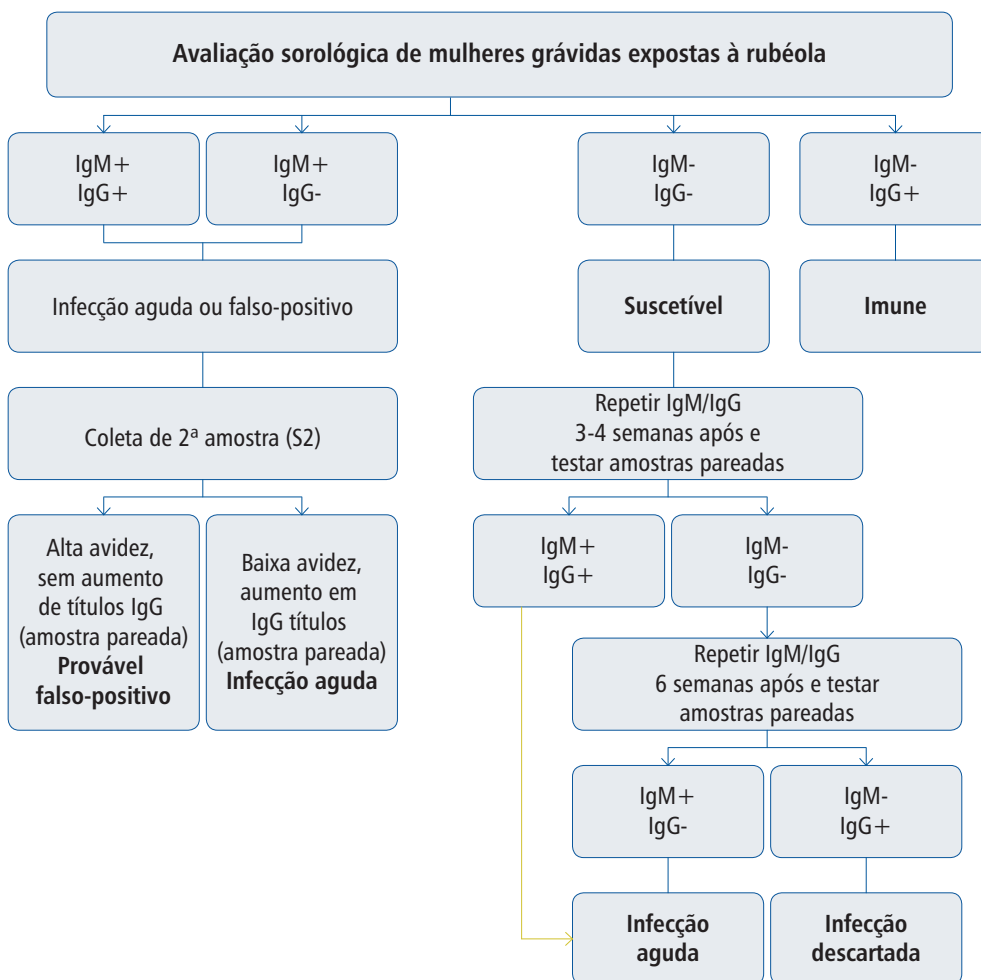 Avaliação sorológica de mulheres grávidas expostas à rubéola
IgM+
IgG+
IgM+
IgG-
IgM-
IgG-
IgM-
IgG+
Infecção aguda ou falso-positivo
Suscetível
Imune
Coleta de 2ª amostra (S2)
Repetir IgM/IgG
3-4 semanas após e
testar amostras pareadas
Alta avidez,
sem aumento
de títulos IgG
(amostra pareada)
Provável
falso-positivo
Baixa avidez,
aumento em
IgG títulos
(amostra pareada)
Infecção aguda
IgM+
IgG+
IgM-
IgG-
Repetir IgM/IgG
6 semanas após e testar
amostras pareadas
IgM+
IgG-
IgM-
IgG+
Infecção
aguda
Infecção
descartada